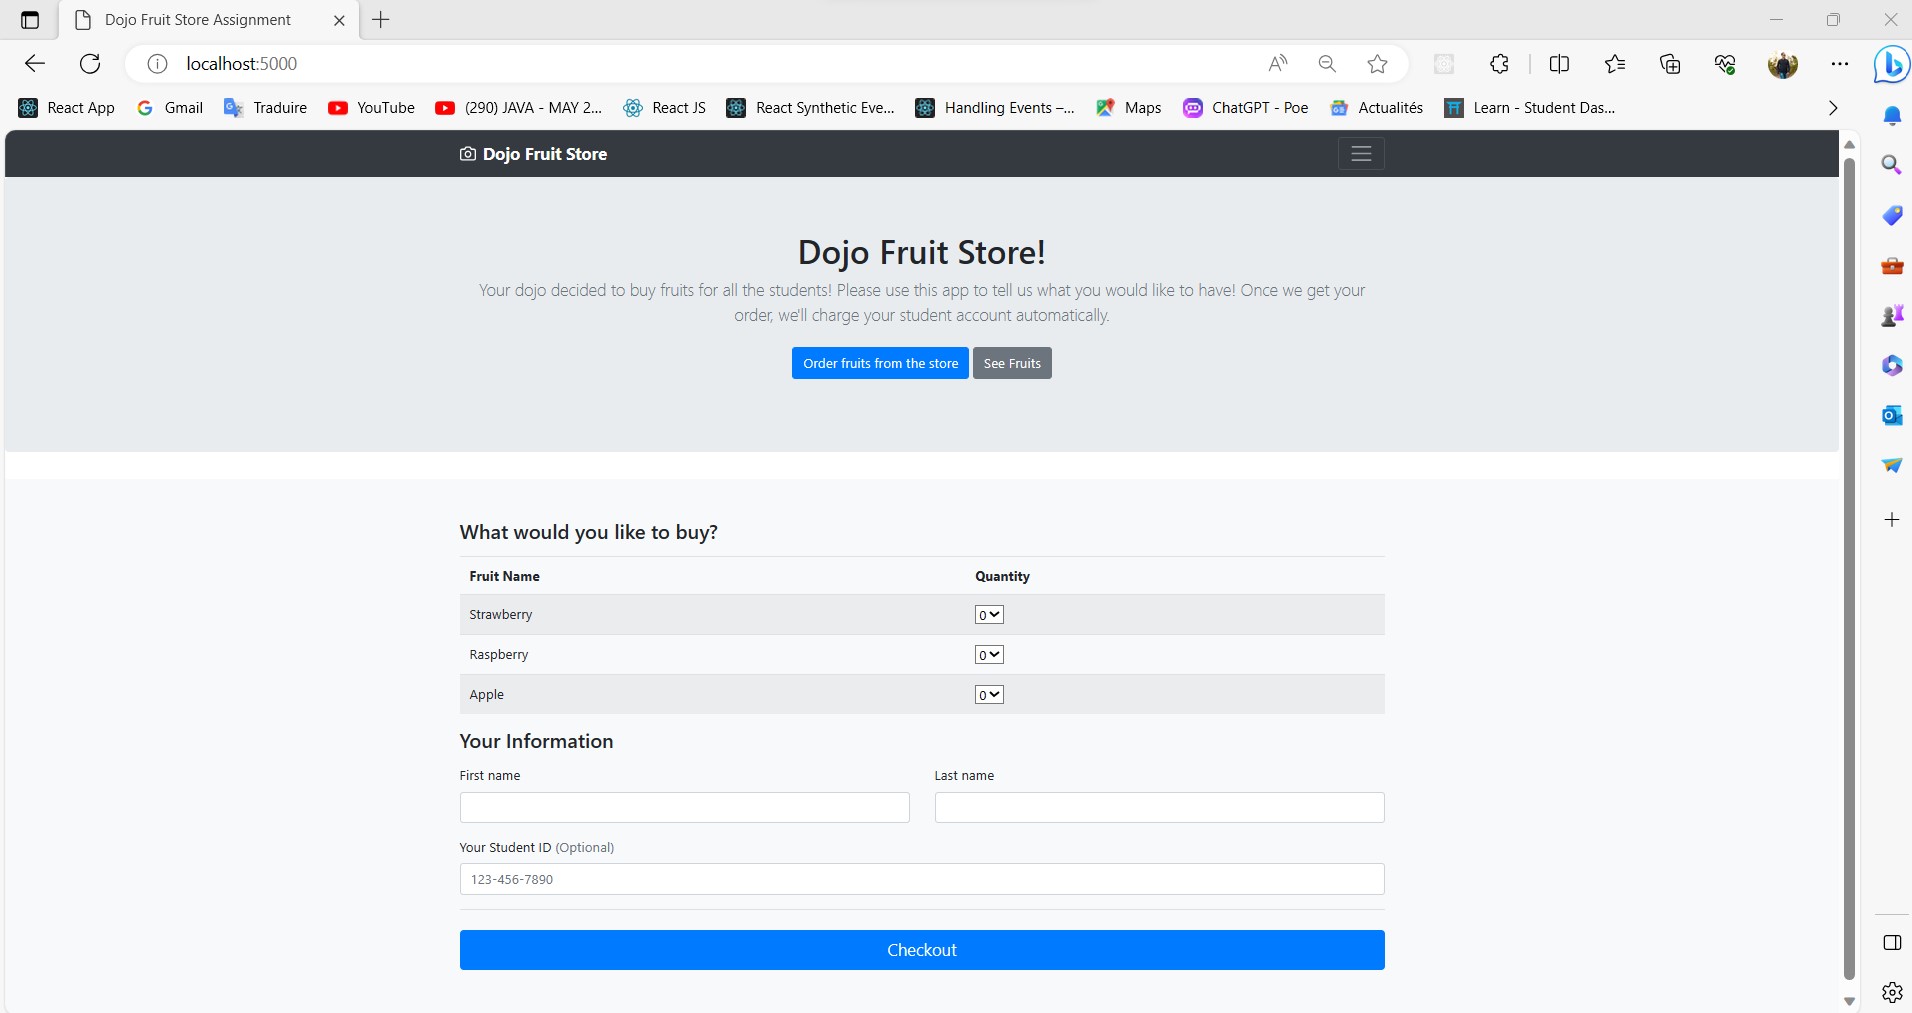 Dojo Fruit Store Assignment
localhost:5000
React App Gmail Traduire YouTube (290) JAVA - MAY 2... React JS React Synthetic Eve... Handling Events –... Maps ChatGPT - Poe Actualités Learn - Student Das...
Dojo Fruit Store
Dojo Fruit Store!
Your dojo decided to buy fruits for all the students! Please use this app to tell us what you would like to have! Once we get your
order, we'll charge your student account automatically.
Order fruits from the store See Fruits
What would you like to buy?
Fruit Name Quantity
Strawberry 0
Raspberry 0
Apple 0
Your Information
First name Last name
Your Student ID (Optional)
123-456-7890
Checkout